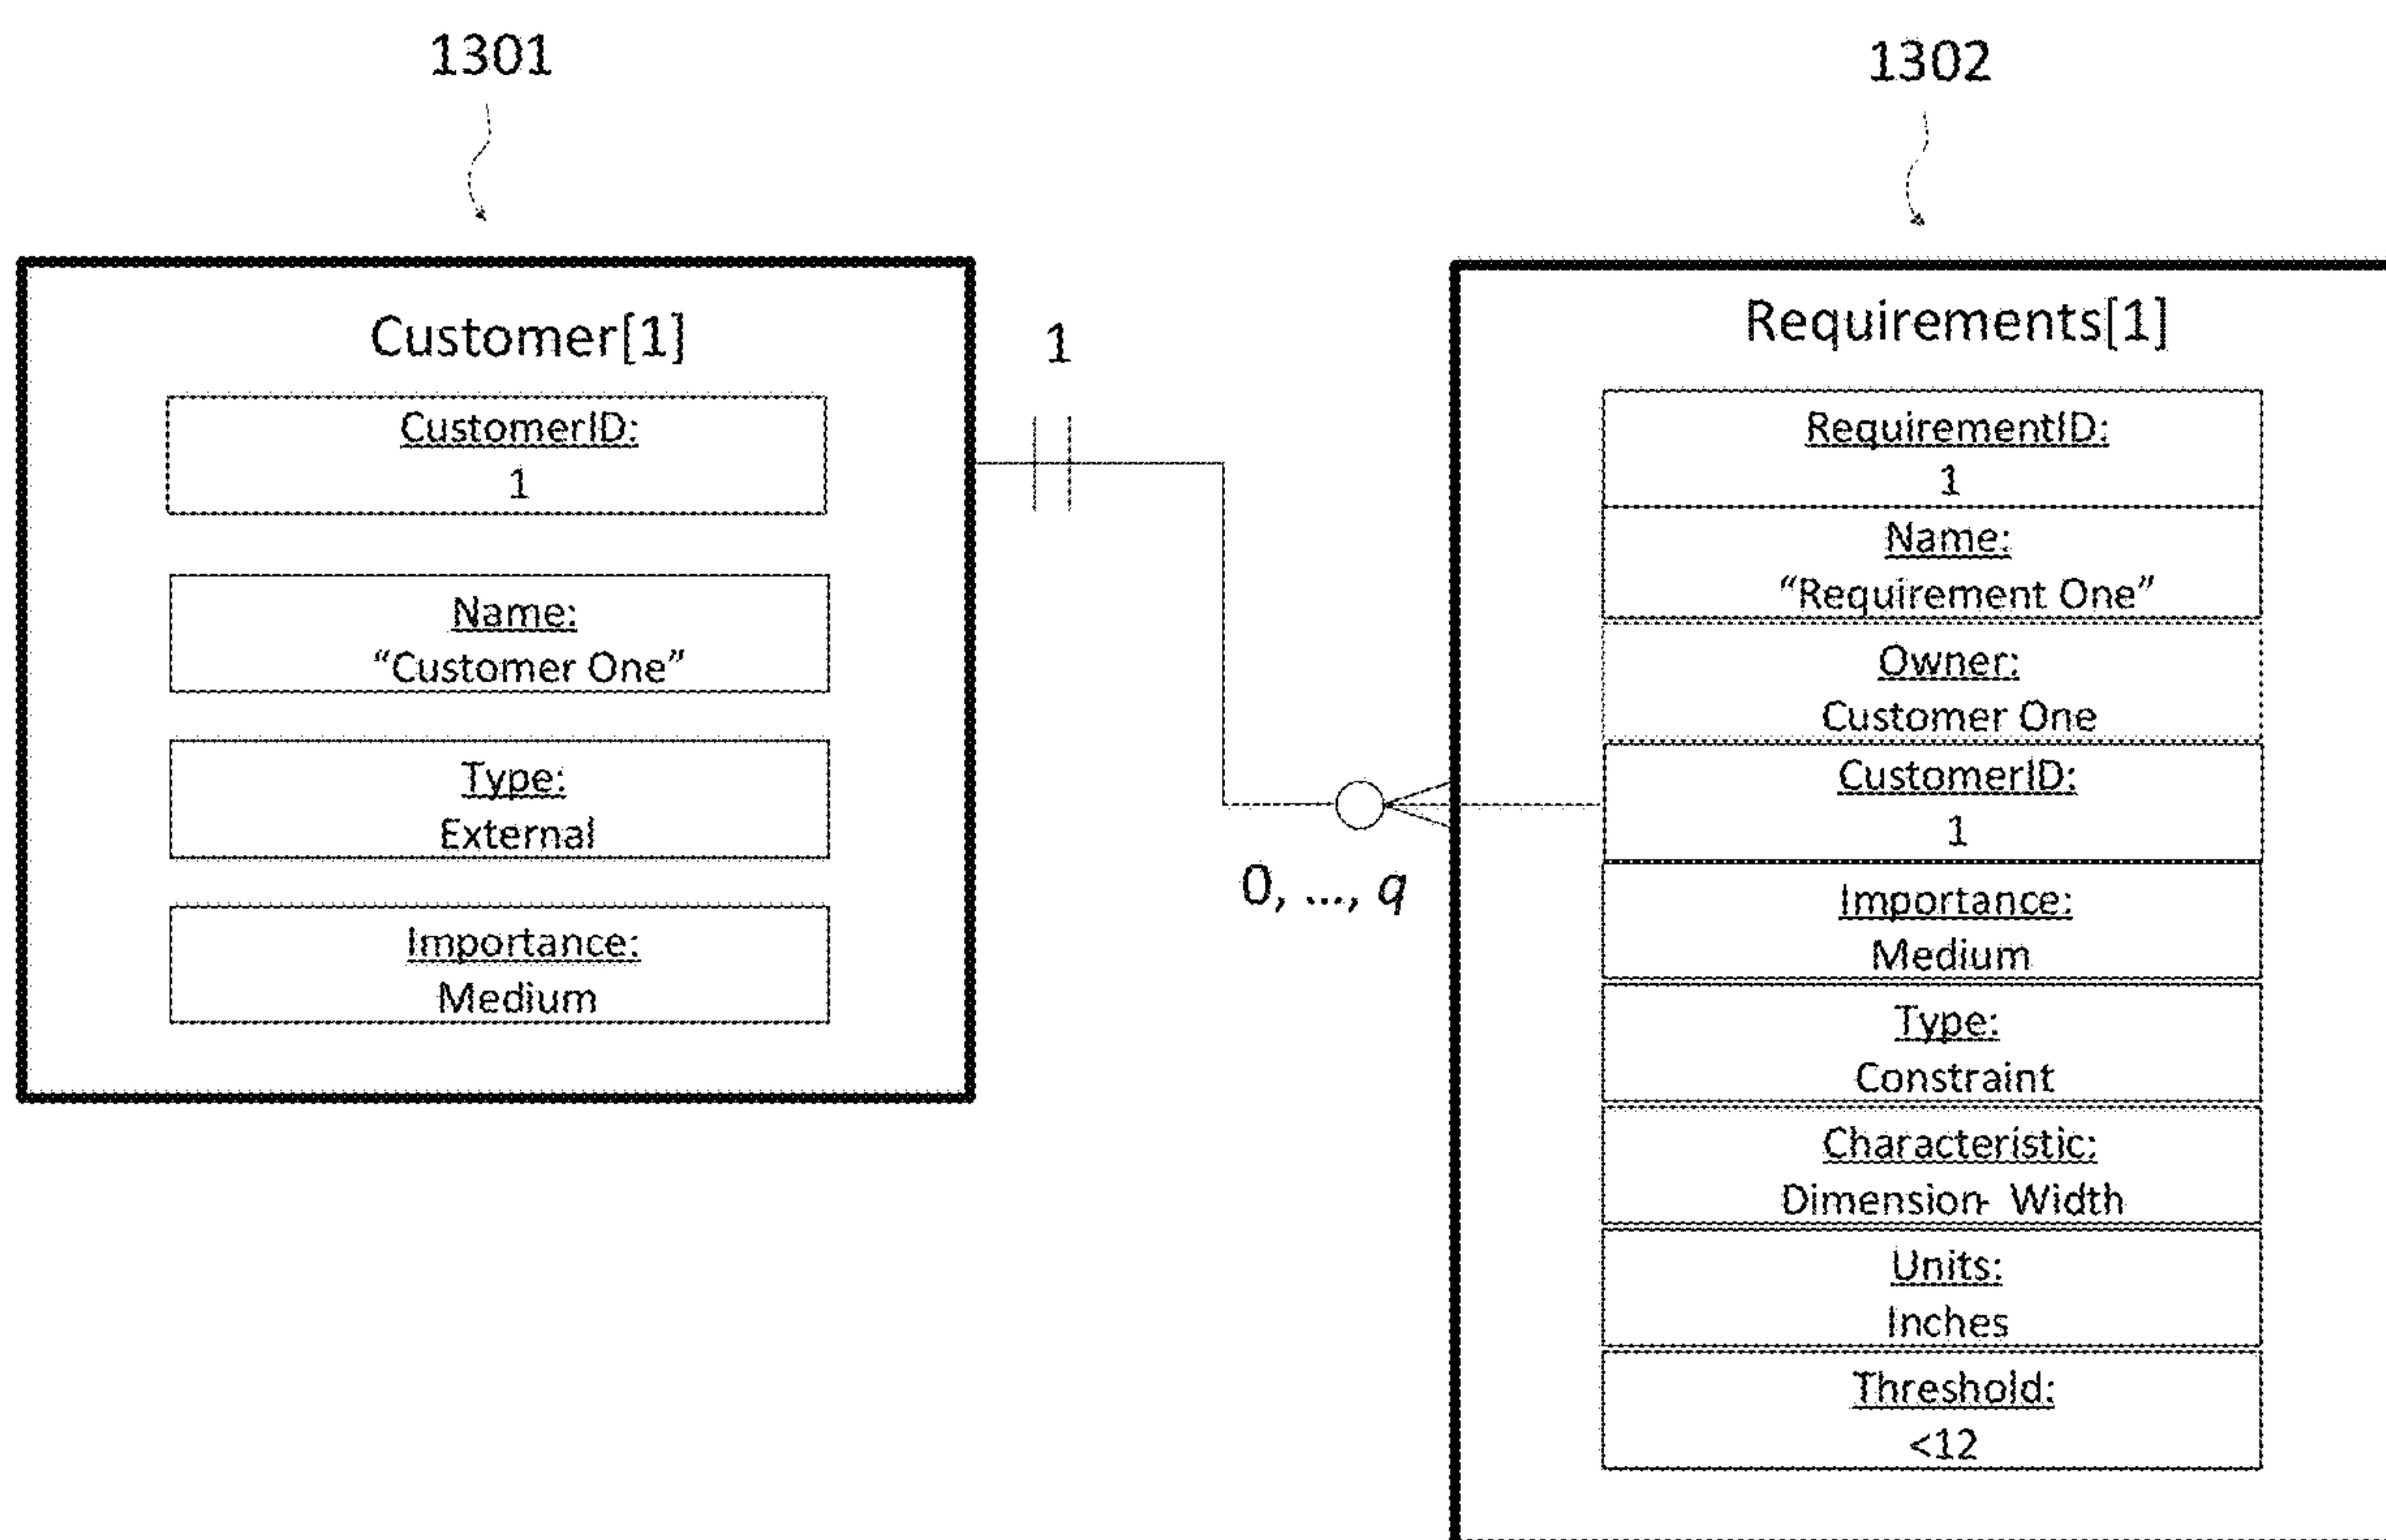 1301
Customer[1]
CustomerID:
1
Name:
“Customer One”
Type:
External
Importance:
Medium
1
0, ..., q
1302
Requirements[1]
RequirementID:
1
Name:
“Requirement One”
Owner:
Customer One
CustomerID:
1
Importance:
Medium
Type:
Constraint
Characteristic:
Dimension- Width
Units:
Inches
Threshold:
<12